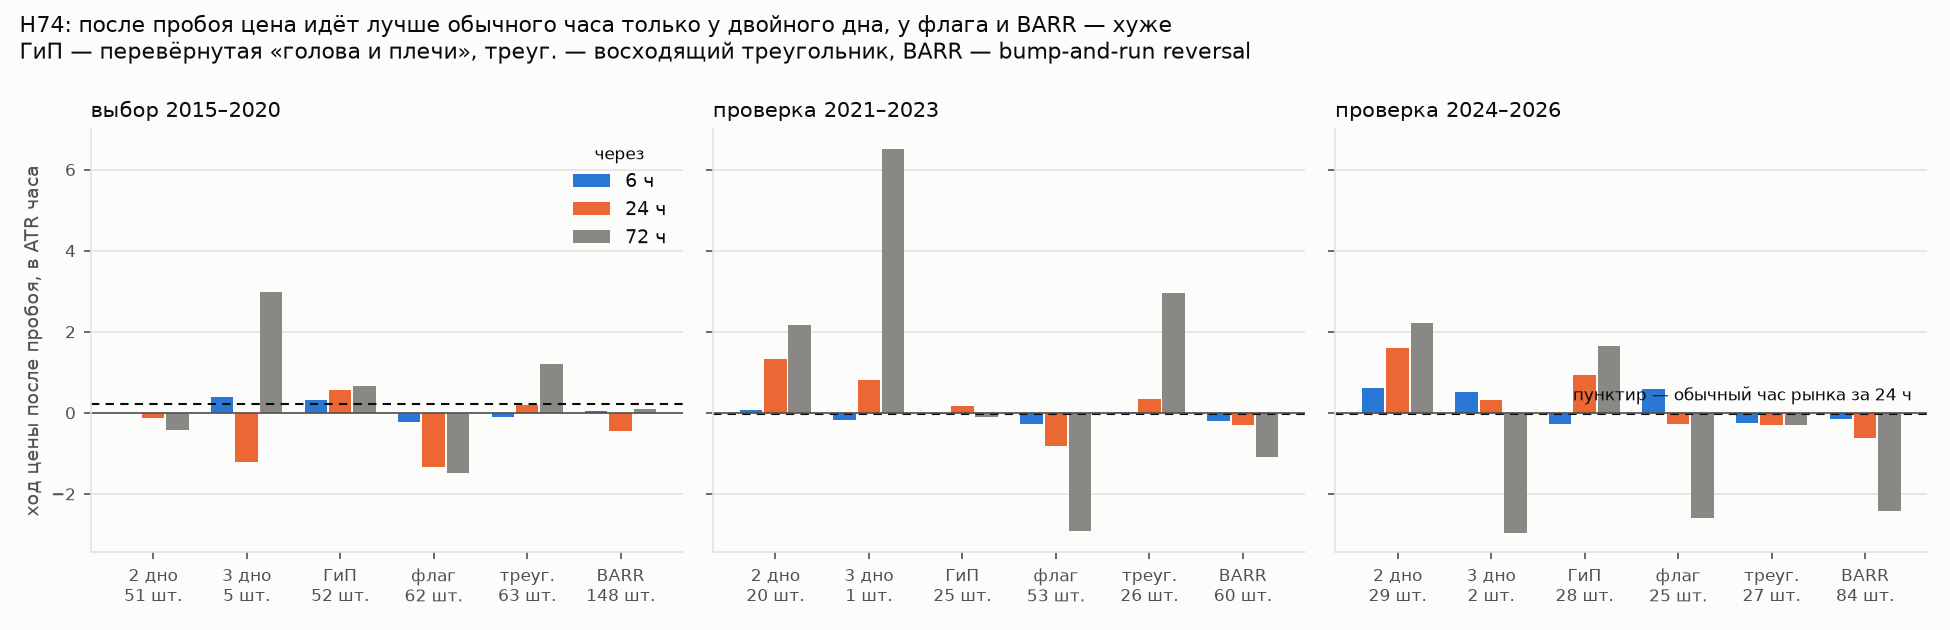 H74: после пробоя цена идёт лучше обычного часа только у двойного дна, у флага и BARR — хуже
ГиП — перевёрнутая «голова и плечи», треуг. — восходящий треугольник, BARR — bump-and-run reversal
выбор 2015–2020
проверка 2021–2023
проверка 2024–2026
ход цены после пробоя, в ATR часа
6
4
2
0
−2
через
6 ч
24 ч
72 ч
пунктир — обычный час рынка за 24 ч
2 дно
51 шт.
3 дно
5 шт.
ГиП
52 шт.
флаг
62 шт.
треуг.
63 шт.
BARR
148 шт.
2 дно
20 шт.
3 дно
1 шт.
ГиП
25 шт.
флаг
53 шт.
треуг.
26 шт.
BARR
60 шт.
2 дно
29 шт.
3 дно
2 шт.
ГиП
28 шт.
флаг
25 шт.
треуг.
27 шт.
BARR
84 шт.